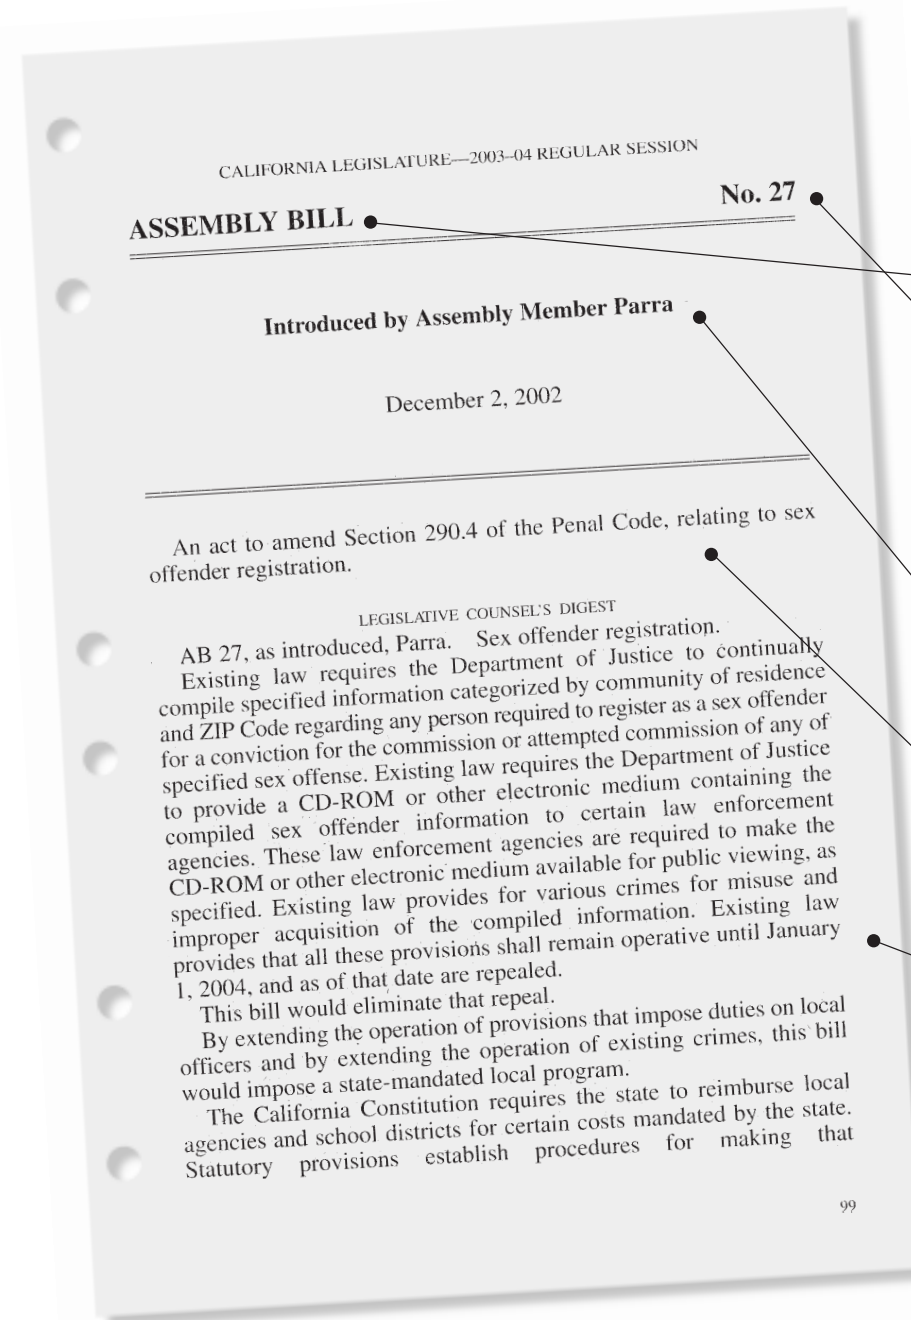 CALIFORNIA LEGISLATURE—2003–04 REGULAR SESSION
ASSEMBLY BILL
No. 27
Introduced by Assembly Member Parra
December 2, 2002
An act to amend Section 290.4 of the Penal Code, relating to sex
offender registration.
LEGISLATIVE COUNSEL'S DIGEST
AB 27, as introduced, Parra. Sex offender registration.
Existing law requires the Department of Justice to continually
compile specified information categorized by community of residence
and ZIP Code regarding any person required to register as a sex offender
for a conviction for the commission or attempted commission of any of
specified sex offense. Existing law requires the Department of Justice
to provide a CD-ROM or other electronic medium containing the
compiled sex offender information to certain law enforcement
agencies. These law enforcement agencies are required to make the
CD-ROM or other electronic medium available for public viewing, as
specified. Existing law provides for various crimes for misuse and
improper acquisition of the compiled information. Existing law
provides that all these provisions shall remain operative until January
1, 2004, and as of that date are repealed.
This bill would eliminate that repeal.
By extending the operation of provisions that impose duties on local
officers and by extending the operation of existing crimes, this bill
would impose a state-mandated local program.
The California Constitution requires the state to reimburse local
agencies and school districts for certain costs mandated by the state.
Statutory provisions establish procedures for making that
99